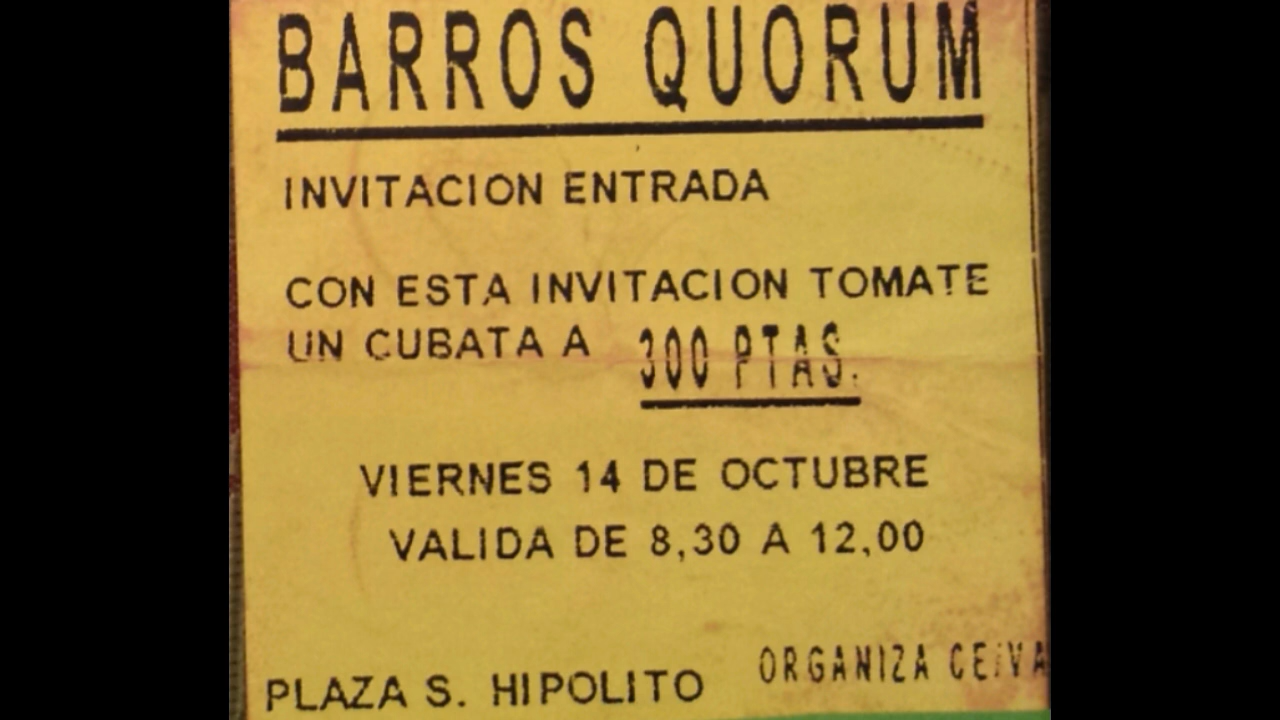 BARROS QUORUM
INVITACION ENTRADA
CON ESTA INVITACION TOMATE
UN CUBATA A 300 PTAS.
VIERNES 14 DE OCTUBRE
VALIDA DE 8,30 A 12,00
PLAZA S. HIPOLITO
ORGANIZA